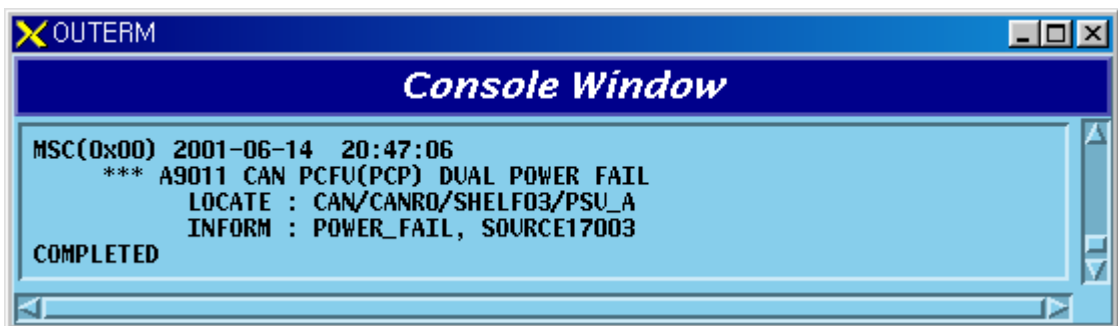 OUTERM
Console Window
MSC(0x00) 2001-06-14 20:47:06
*** A9011 CAN PCFU(PCP) DUAL POWER FAIL
LOCATE : CAN/CANR0/SHELF03/PSU_A
INFORM : POWER_FAIL, SOURCE17003
COMPLETED